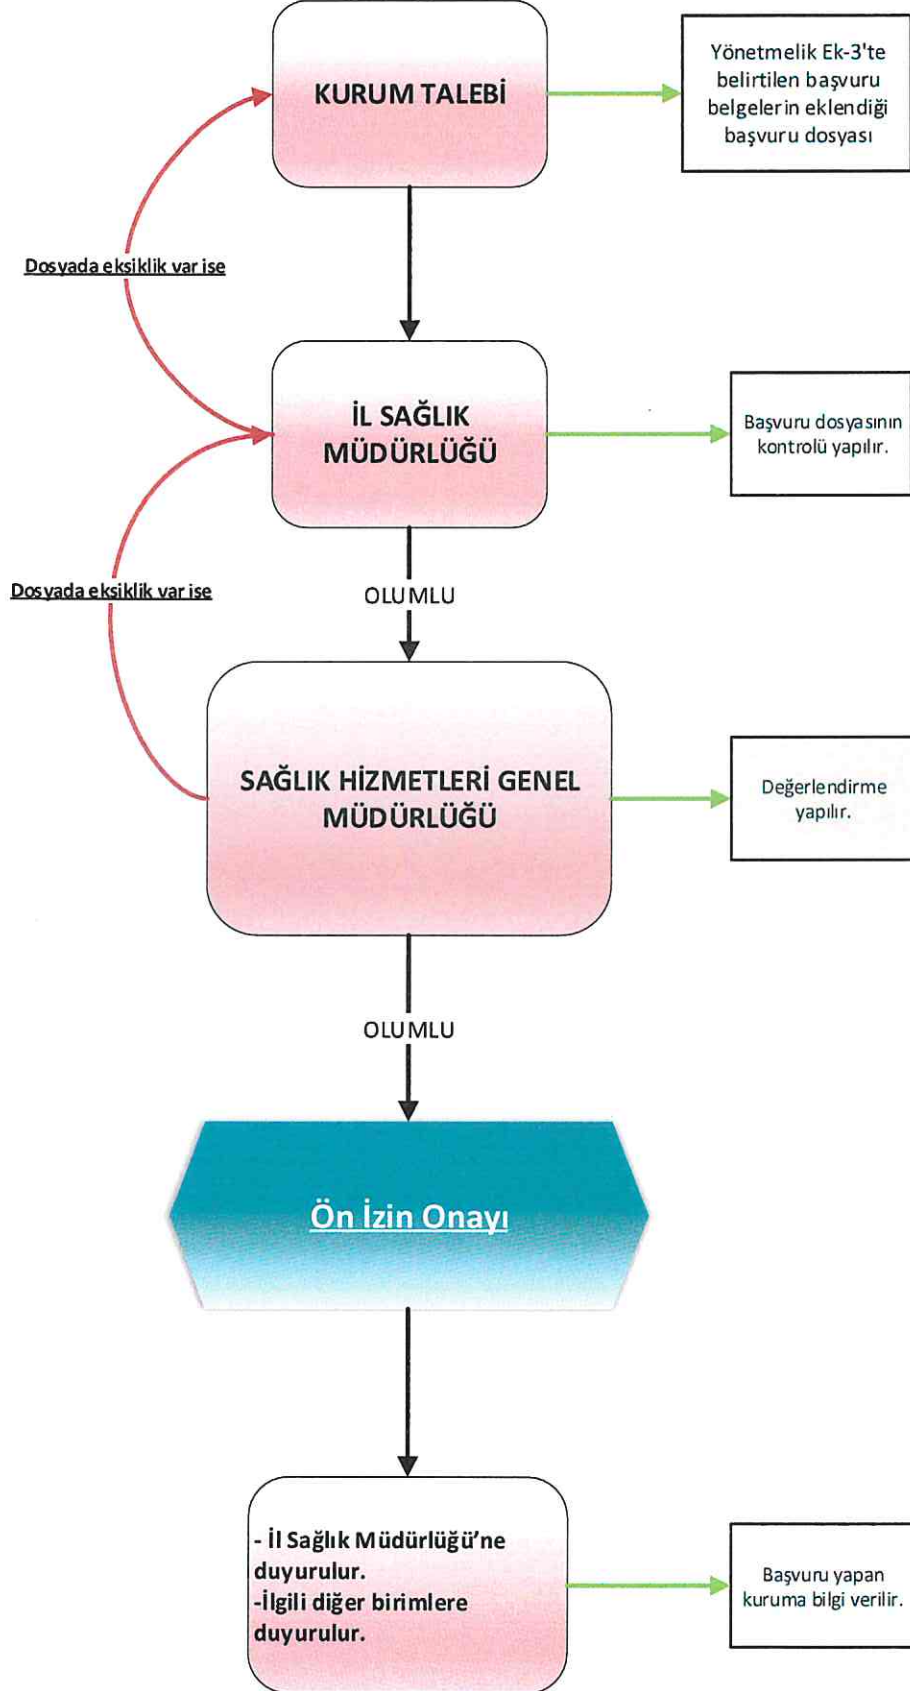 KURUM TALEBİ
Yönetmelik Ek-3'te
belirtilen başvuru
belgelerin eklendiği
başvuru dosyası
Dosyada eksiklik var ise
İL SAĞLIK
MÜDÜRLÜĞÜ
Başvuru dosyasının
kontrolü yapılır.
Dosyada eksiklik var ise
OLUMLU
SAĞLIK HİZMETLERİ GENEL
MÜDÜRLÜĞÜ
Değerlendirme
yapılır.
OLUMLU
Ön İzin Onayı
- İl Sağlık Müdürlüğü’ne
duyurulur.
-İlgili diğer birimlere
duyurulur.
Başvuru yapan
kuruma bilgi verilir.